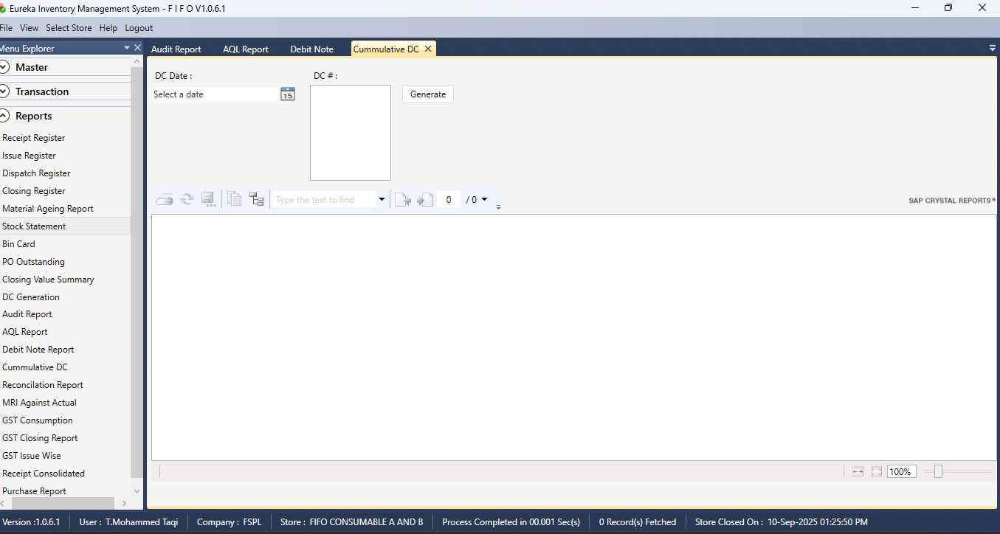 Eureka Inventory Management System - F I F O V1.0.6.1
File View Select Store Help Logout
Menu Explorer
Audit Report AQL Report Debit Note Cummulative DC
Master
Transaction
Reports
Receipt Register
Issue Register
Dispatch Register
Closing Register
Material Ageing Report
Stock Statement
Bin Card
PO Outstanding
Closing Value Summary
DC Generation
Audit Report
AQL Report
Debit Note Report
Cummulative DC
Reconcilation Report
MRI Against Actual
GST Consumption
GST Closing Report
GST Issue Wise
Receipt Consolidated
Purchase Report
DC Date : DC # :
Select a date 15 Generate
Type the text to find 0 / 0 SAP CRYSTAL REPORTS®
100%
Version :1.0.6.1 User : T.Mohammed Taqi Company : FSPL Store : FIFO CONSUMABLE A AND B Process Completed in 00.001 Sec(s) 0 Record(s) Fetched Store Closed On : 10-Sep-2025 01:25:50 PM